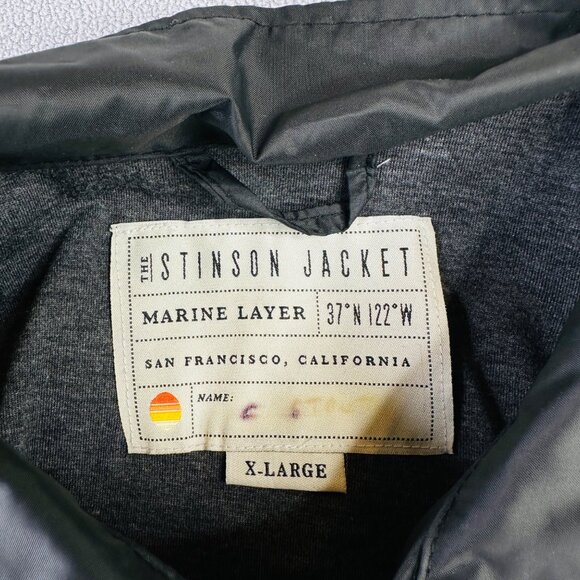 THE STINSON JACKET
MARINE LAYER 37°N 122°W
SAN FRANCISCO, CALIFORNIA
NAME: C
X-LARGE